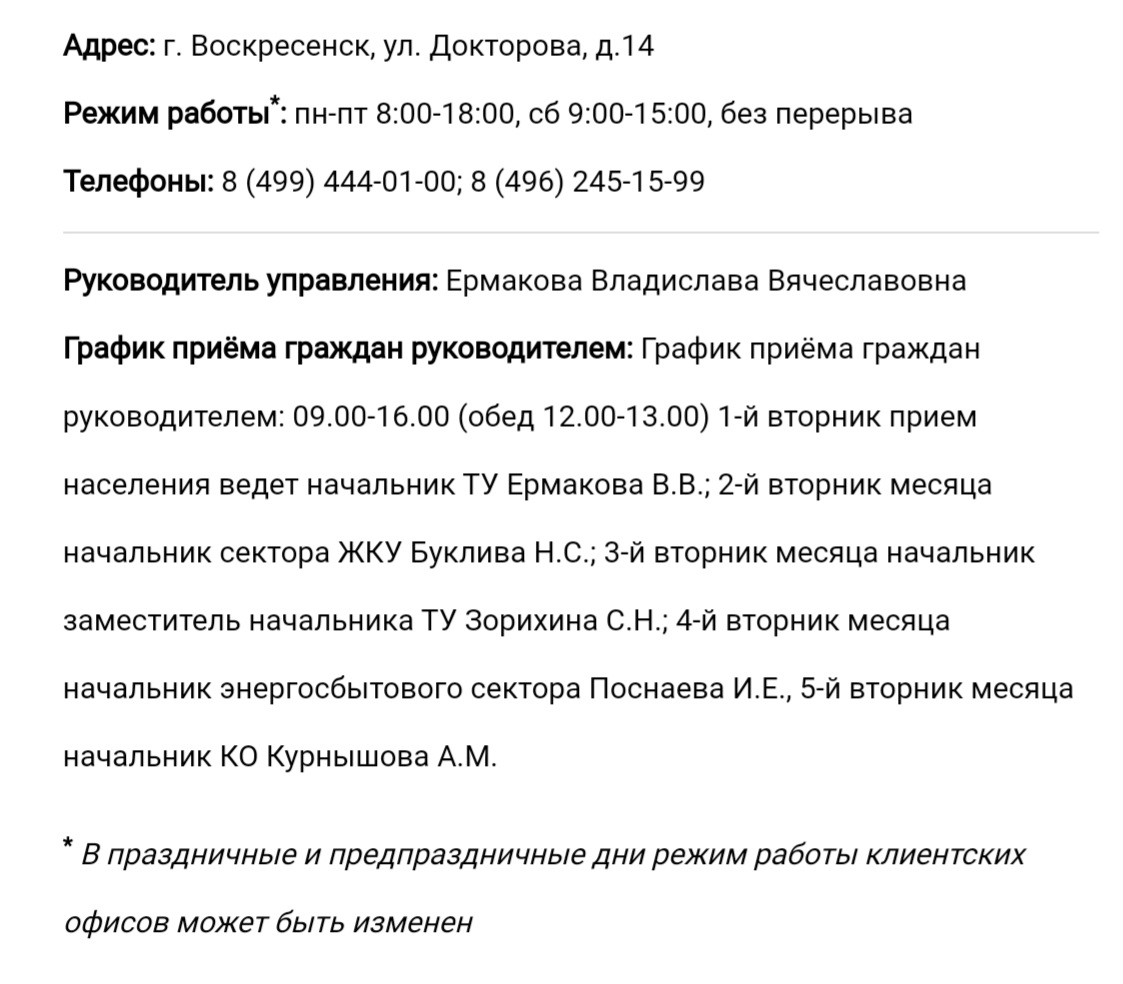 Адрес: г. Воскресенск, ул. Докторова, д.14
Режим работы*: пн-пт 8:00-18:00, сб 9:00-15:00, без перерыва
Телефоны: 8 (499) 444-01-00; 8 (496) 245-15-99
Руководитель управления: Ермакова Владислава Вячеславовна
График приёма граждан руководителем: График приёма граждан
руководителем: 09.00-16.00 (обед 12.00-13.00) 1-й вторник прием
населения ведет начальник ТУ Ермакова В.В.; 2-й вторник месяца
начальник сектора ЖКУ Буклива Н.С.; 3-й вторник месяца начальник
заместитель начальника ТУ Зорихина С.Н.; 4-й вторник месяца
начальник энергосбытового сектора Поснаева И.Е., 5-й вторник месяца
начальник КО Курнышова А.М.
* В праздничные и предпраздничные дни режим работы клиентских
офисов может быть изменен